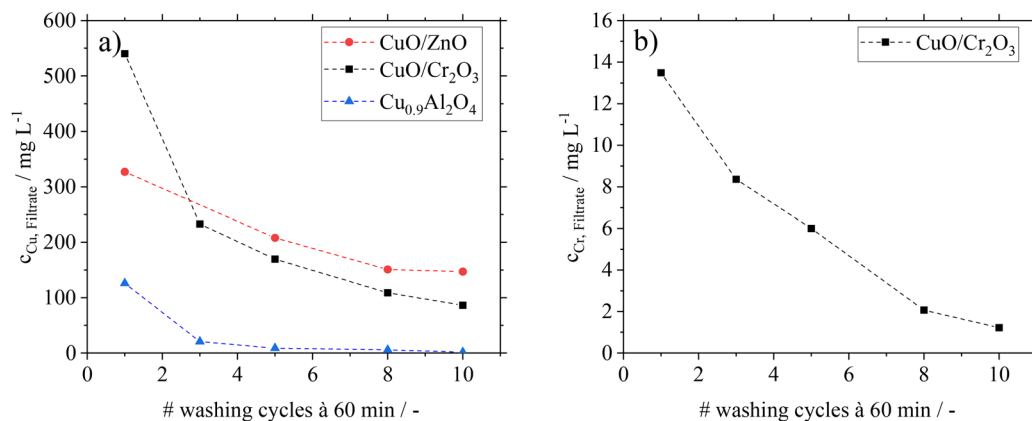 a)
CuO/ZnO
CuO/Cr₂O₃
Cu₀.₉Al₂O₄
600
500
400
300
200
100
0
0 2 4 6 8 10
c_Cu, Filtrate / mg L⁻¹
# washing cycles à 60 min / -
b)
CuO/Cr₂O₃
16
14
12
10
8
6
4
2
0
0 2 4 6 8 10
c_Cr, Filtrate / mg L⁻¹
# washing cycles à 60 min / -